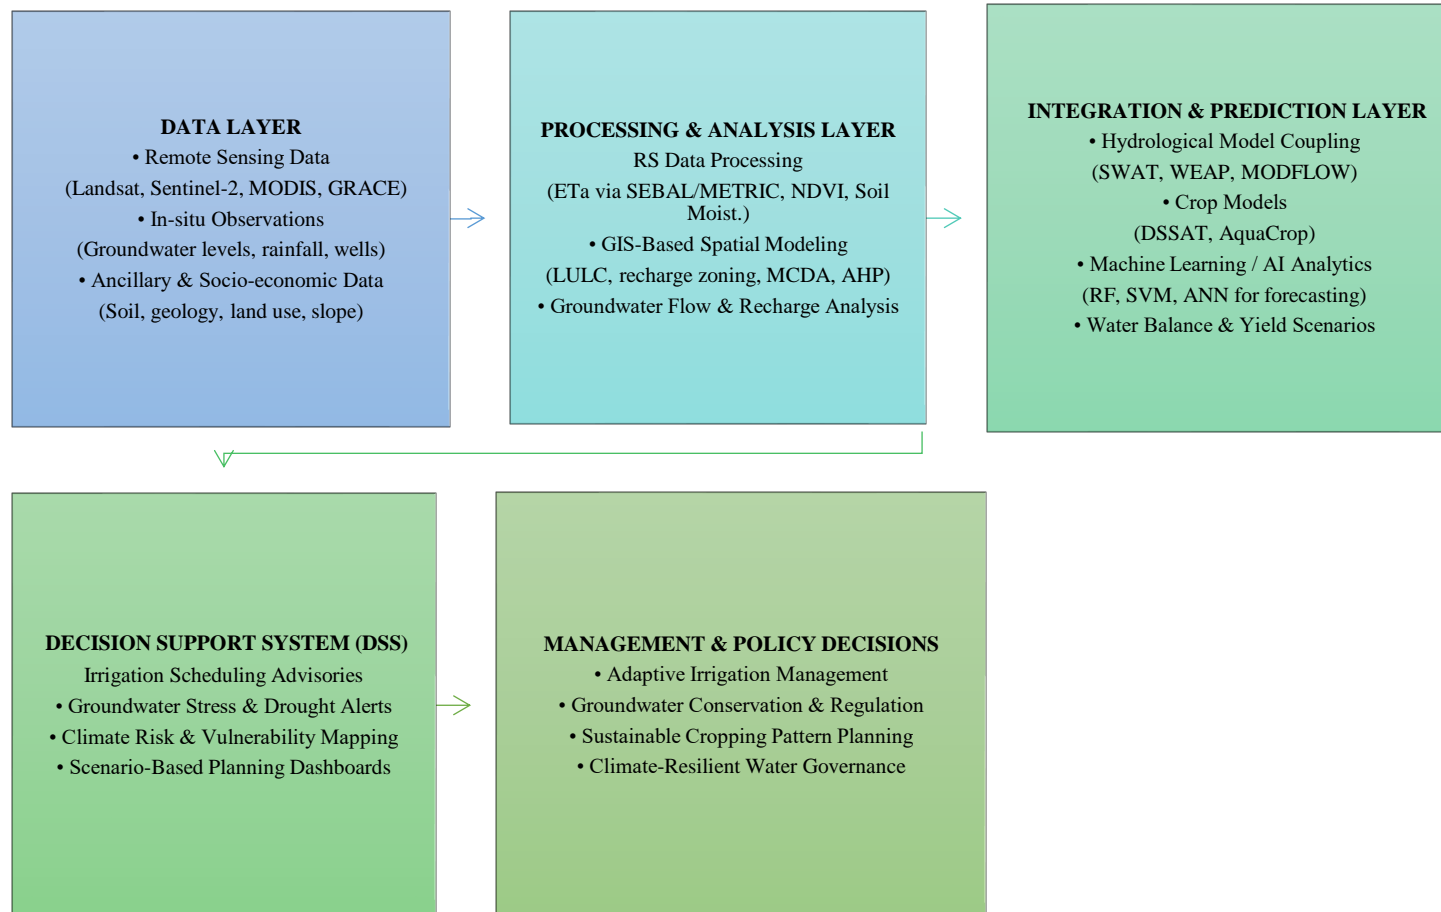 DATA LAYER
• Remote Sensing Data
(Landsat, Sentinel-2, MODIS, GRACE)
• In-situ Observations
(Groundwater levels, rainfall, wells)
• Ancillary & Socio-economic Data
(Soil, geology, land use, slope)
PROCESSING & ANALYSIS LAYER
RS Data Processing
(ETa via SEBAL/METRIC, NDVI, Soil
Moist.)
• GIS-Based Spatial Modeling
(LULC, recharge zoning, MCDA, AHP)
• Groundwater Flow & Recharge Analysis
INTEGRATION & PREDICTION LAYER
• Hydrological Model Coupling
(SWAT, WEAP, MODFLOW)
• Crop Models
(DSSAT, AquaCrop)
• Machine Learning / AI Analytics
(RF, SVM, ANN for forecasting)
• Water Balance & Yield Scenarios
DECISION SUPPORT SYSTEM (DSS)
Irrigation Scheduling Advisories
• Groundwater Stress & Drought Alerts
• Climate Risk & Vulnerability Mapping
• Scenario-Based Planning Dashboards
MANAGEMENT & POLICY DECISIONS
• Adaptive Irrigation Management
• Groundwater Conservation & Regulation
• Sustainable Cropping Pattern Planning
• Climate-Resilient Water Governance